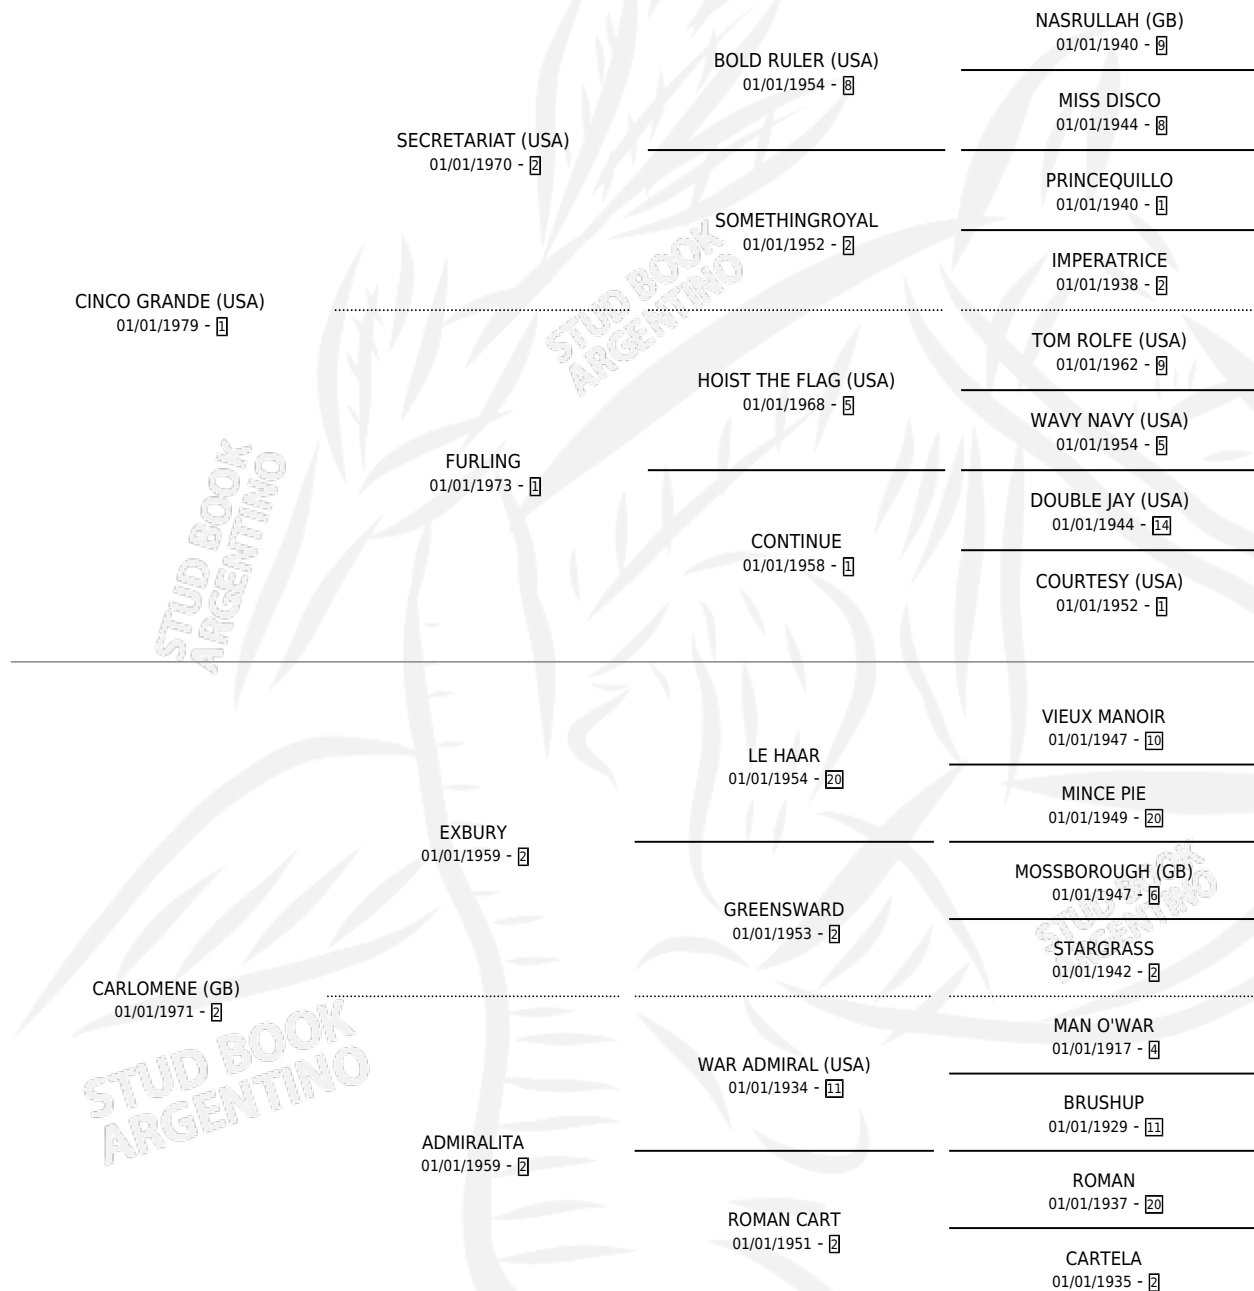 NASRULLAH (GB)
01/01/1940 - 9
BOLD RULER (USA)
01/01/1954 - 8
MISS DISCO
01/01/1944 - 8
SECRETARIAT (USA)
01/01/1970 - 2
PRINCEQUILLO
01/01/1940 - 1
SOMETHINGROYAL
01/01/1952 - 2
IMPERATRICE
01/01/1938 - 2
CINCO GRANDE (USA)
01/01/1979 - 1
TOM ROLFE (USA)
01/01/1962 - 9
HOIST THE FLAG (USA)
01/01/1968 - 5
WAVY NAVY (USA)
01/01/1954 - 5
FURLING
01/01/1973 - 1
DOUBLE JAY (USA)
01/01/1944 - 14
CONTINUE
01/01/1958 - 1
COURTESY (USA)
01/01/1952 - 1
VIEUX MANOIR
01/01/1947 - 10
LE HAAR
01/01/1954 - 20
MINCE PIE
01/01/1949 - 20
EXBURY
01/01/1959 - 2
MOSSBOROUGH (GB)
01/01/1947 - 6
GREENSWARD
01/01/1953 - 2
STARGRASS
01/01/1942 - 2
CARLOMENE (GB)
01/01/1971 - 2
MAN O'WAR
01/01/1917 - 4
WAR ADMIRAL (USA)
01/01/1934 - 11
BRUSHUP
01/01/1929 - 11
ADMIRALITA
01/01/1959 - 2
ROMAN
01/01/1937 - 20
ROMAN CART
01/01/1951 - 2
CARTELA
01/01/1935 - 2
STUD BOOK
ARGENTINO
STUD BOOK
ARGENTINO
STUD BOOK
ARGENTINO
STUD BOOK
ARGENTINO